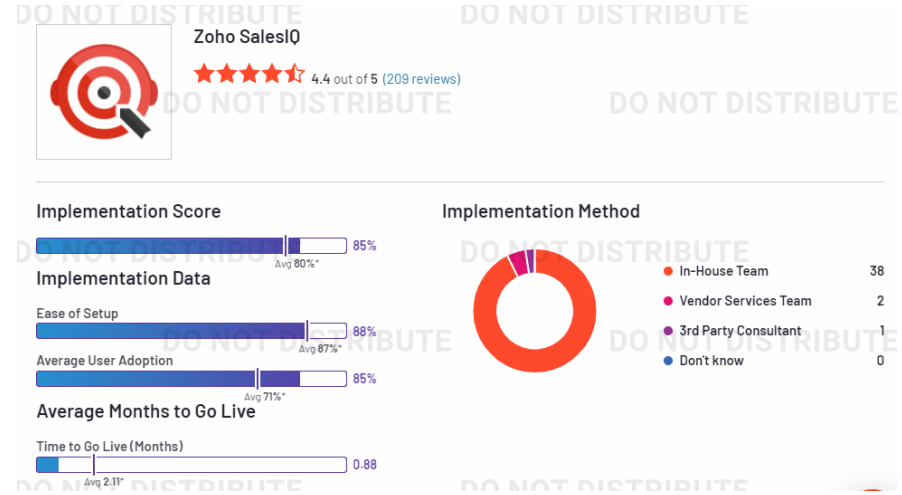 DO NOT DISTRIBUTE DO NOT DISTRIBUTE
Zoho SalesIQ
4.4 out of 5 (209 reviews)
DO NOT DISTRIBUTE DO NOT DISTRIBUTE
Implementation Score
85%
Avg 80%*
DO NOT DISTRIBUTE DO NOT DISTRIBUTE
Implementation Data
Ease of Setup
88%
Avg 87%*
DO NOT DISTRIBUTE DO NOT DISTRIBUTE
Average User Adoption
85%
Avg 71%*
Average Months to Go Live
Time to Go Live (Months)
0.88
Avg 2.11*
Implementation Method
In-House Team 38
Vendor Services Team 2
3rd Party Consultant 1
Don't know 0
DO NOT DISTRIBUTE DO NOT DISTRIBUTE